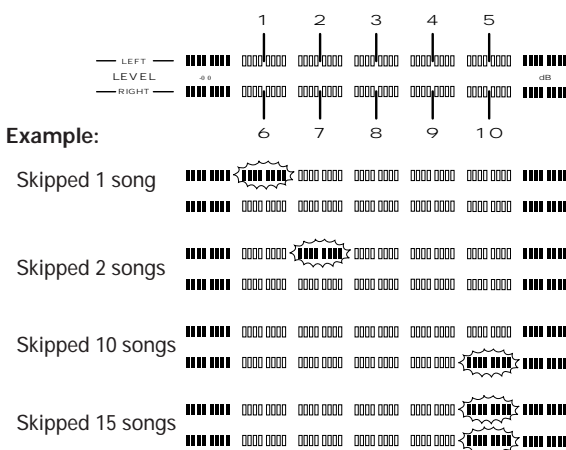 1 2 3 4 5
LEFT
LEVEL
RIGHT
dB
6 7 8 9 10
Example:
Skipped 1 song
Skipped 2 songs
Skipped 10 songs
Skipped 15 songs